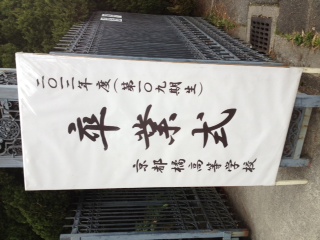 二〇一二年度(第一〇九期生)
卒業式
京都橘高等学校